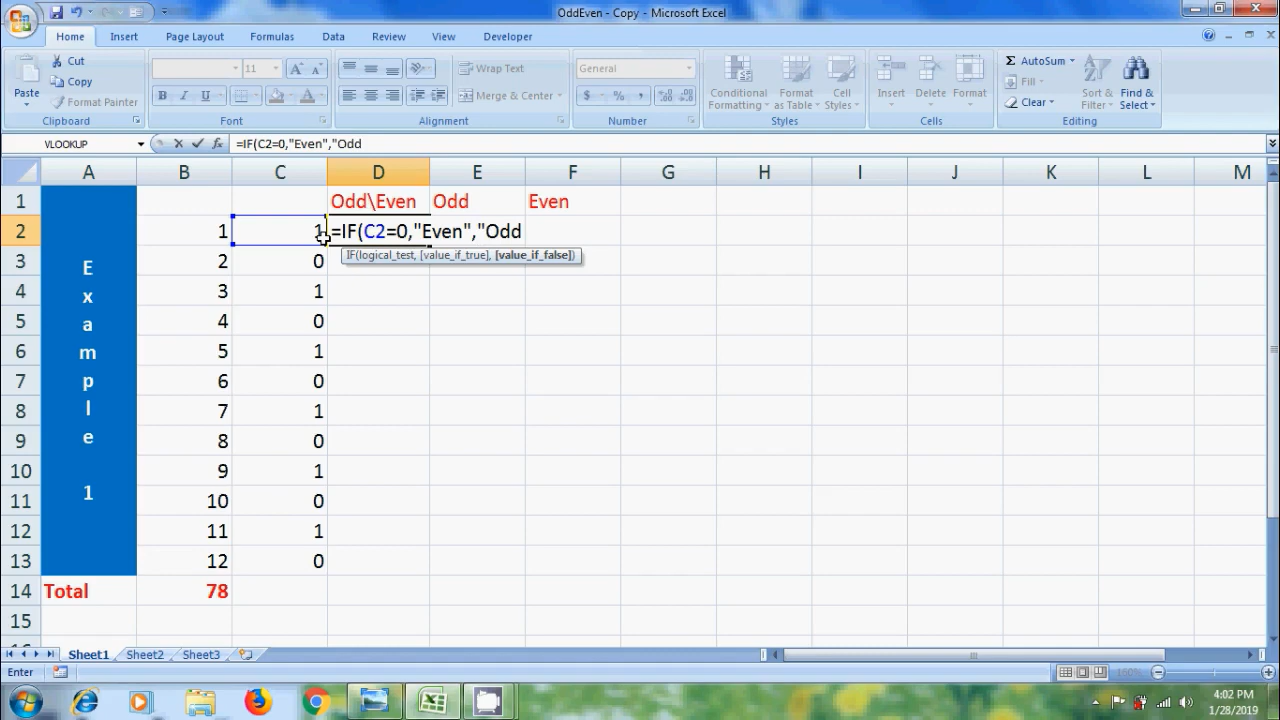 OddEven - Copy - Microsoft Excel
Home Insert Page Layout Formulas Data Review View Developer
Paste Cut Copy Format Painter
11 A A
B I U A
Wrap Text
Merge & Center
General
$ % ,
Conditional Formatting Format as Table Cell Styles
Insert Delete Format
Σ AutoSum
Fill
Clear
Sort & Filter Find & Select
Clipboard Font Alignment Number Styles Cells Editing
VLOOKUP fx =IF(C2=0,"Even","Odd
A B C D E F G H I J K L M
1 Odd\Even Odd Even
2 1 1 =IF(C2=0,"Even","Odd
IF(logical_test, [value_if_true], [value_if_false])
3 2 0
4 3 1
5 4 0
6 5 1
7 6 0
8 7 1
9 8 0
10 9 1
11 10 0
12 11 1
13 12 0
Example 1
14 Total 78
15
16
Sheet1 Sheet2 Sheet3
Enter 160%
4:02 PM
1/28/2019